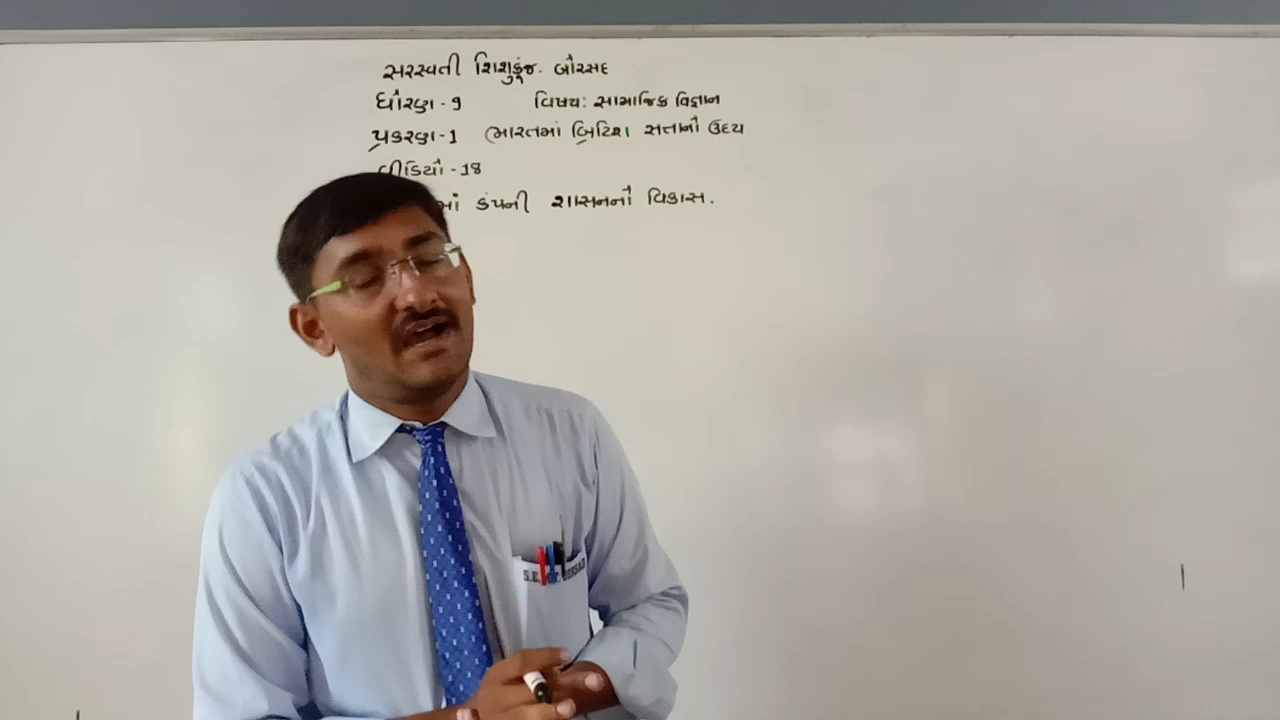 સરસ્વતી શિશુકુંજ. બોરસદ
ધોરણ - 9 વિષય: સામાજિક વિજ્ઞાન
પ્રકરણ - 1 ભારતમાં બ્રિટિશ સત્તાનો ઉદય
વીડિયો - 18
માં કંપની શાસનનો વિકાસ.
S.E.